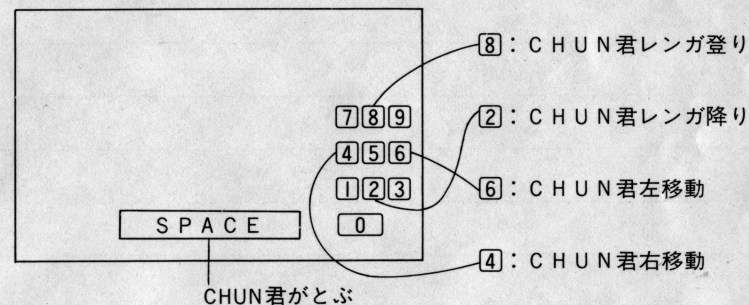 8：CHUN君レンガ登り
789
2：CHUN君レンガ降り
456
6：CHUN君左移動
123
SPACE
0
4：CHUN君右移動
CHUN君がとぶ